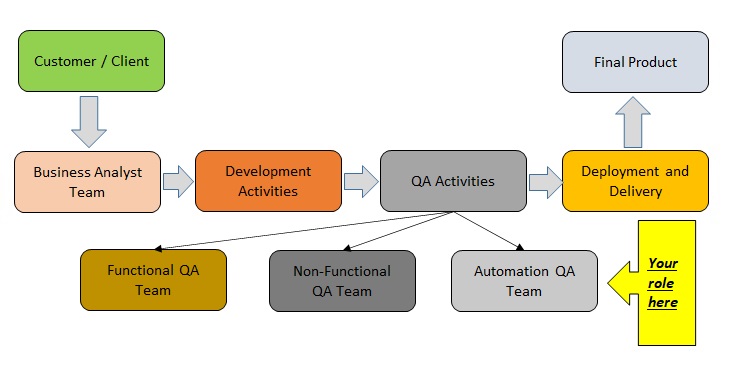 Customer / Client
Final Product
Business Analyst
Team
Development
Activities
QA Activities
Deployment and
Delivery
Functional QA
Team
Non-Functional
QA Team
Automation QA
Team
Your
role
here